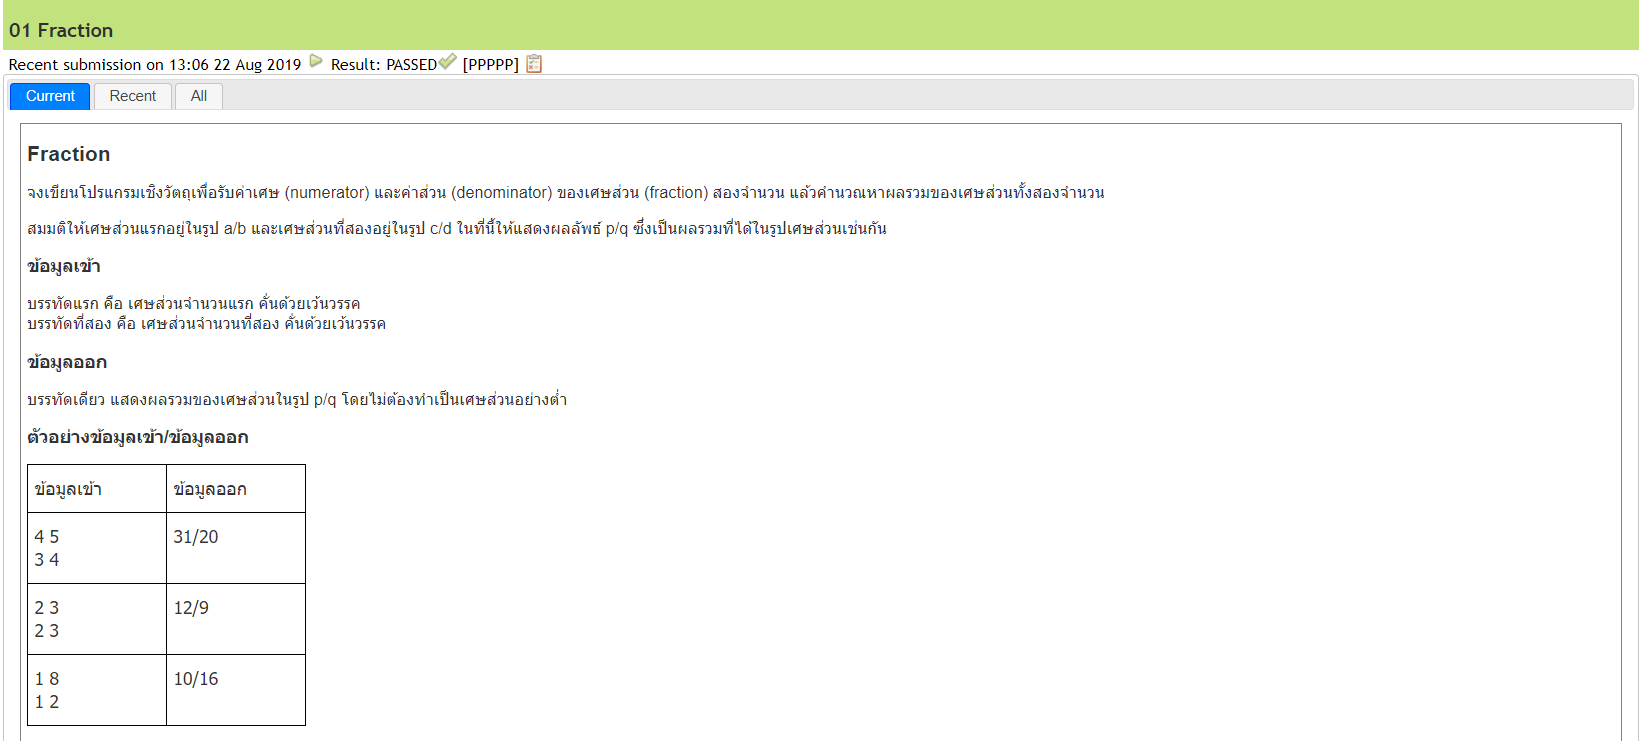 01 Fraction
Recent submission on 13:06 22 Aug 2019 Result: PASSED [PPPPP]
Current Recent All
Fraction
จงเขียนโปรแกรมเชิงวัตถุเพื่อรับค่าเศษ (numerator) และค่าส่วน (denominator) ของเศษส่วน (fraction) สองจำนวน แล้วคำนวณหาผลรวมของเศษส่วนทั้งสองจำนวน
สมมติให้เศษส่วนแรกอยู่ในรูป a/b และเศษส่วนที่สองอยู่ในรูป c/d ในที่นี้ให้แสดงผลลัพธ์ p/q ซึ่งเป็นผลรวมที่ได้ในรูปเศษส่วนเช่นกัน
ข้อมูลเข้า
บรรทัดแรก คือ เศษส่วนจำนวนแรก คั่นด้วยเว้นวรรค
บรรทัดที่สอง คือ เศษส่วนจำนวนที่สอง คั่นด้วยเว้นวรรค
ข้อมูลออก
บรรทัดเดียว แสดงผลรวมของเศษส่วนในรูป p/q โดยไม่ต้องทำเป็นเศษส่วนอย่างต่ำ
ตัวอย่างข้อมูลเข้า/ข้อมูลออก
ข้อมูลเข้า ข้อมูลออก
4 5 31/20
3 4
2 3 12/9
2 3
1 8 10/16
1 2